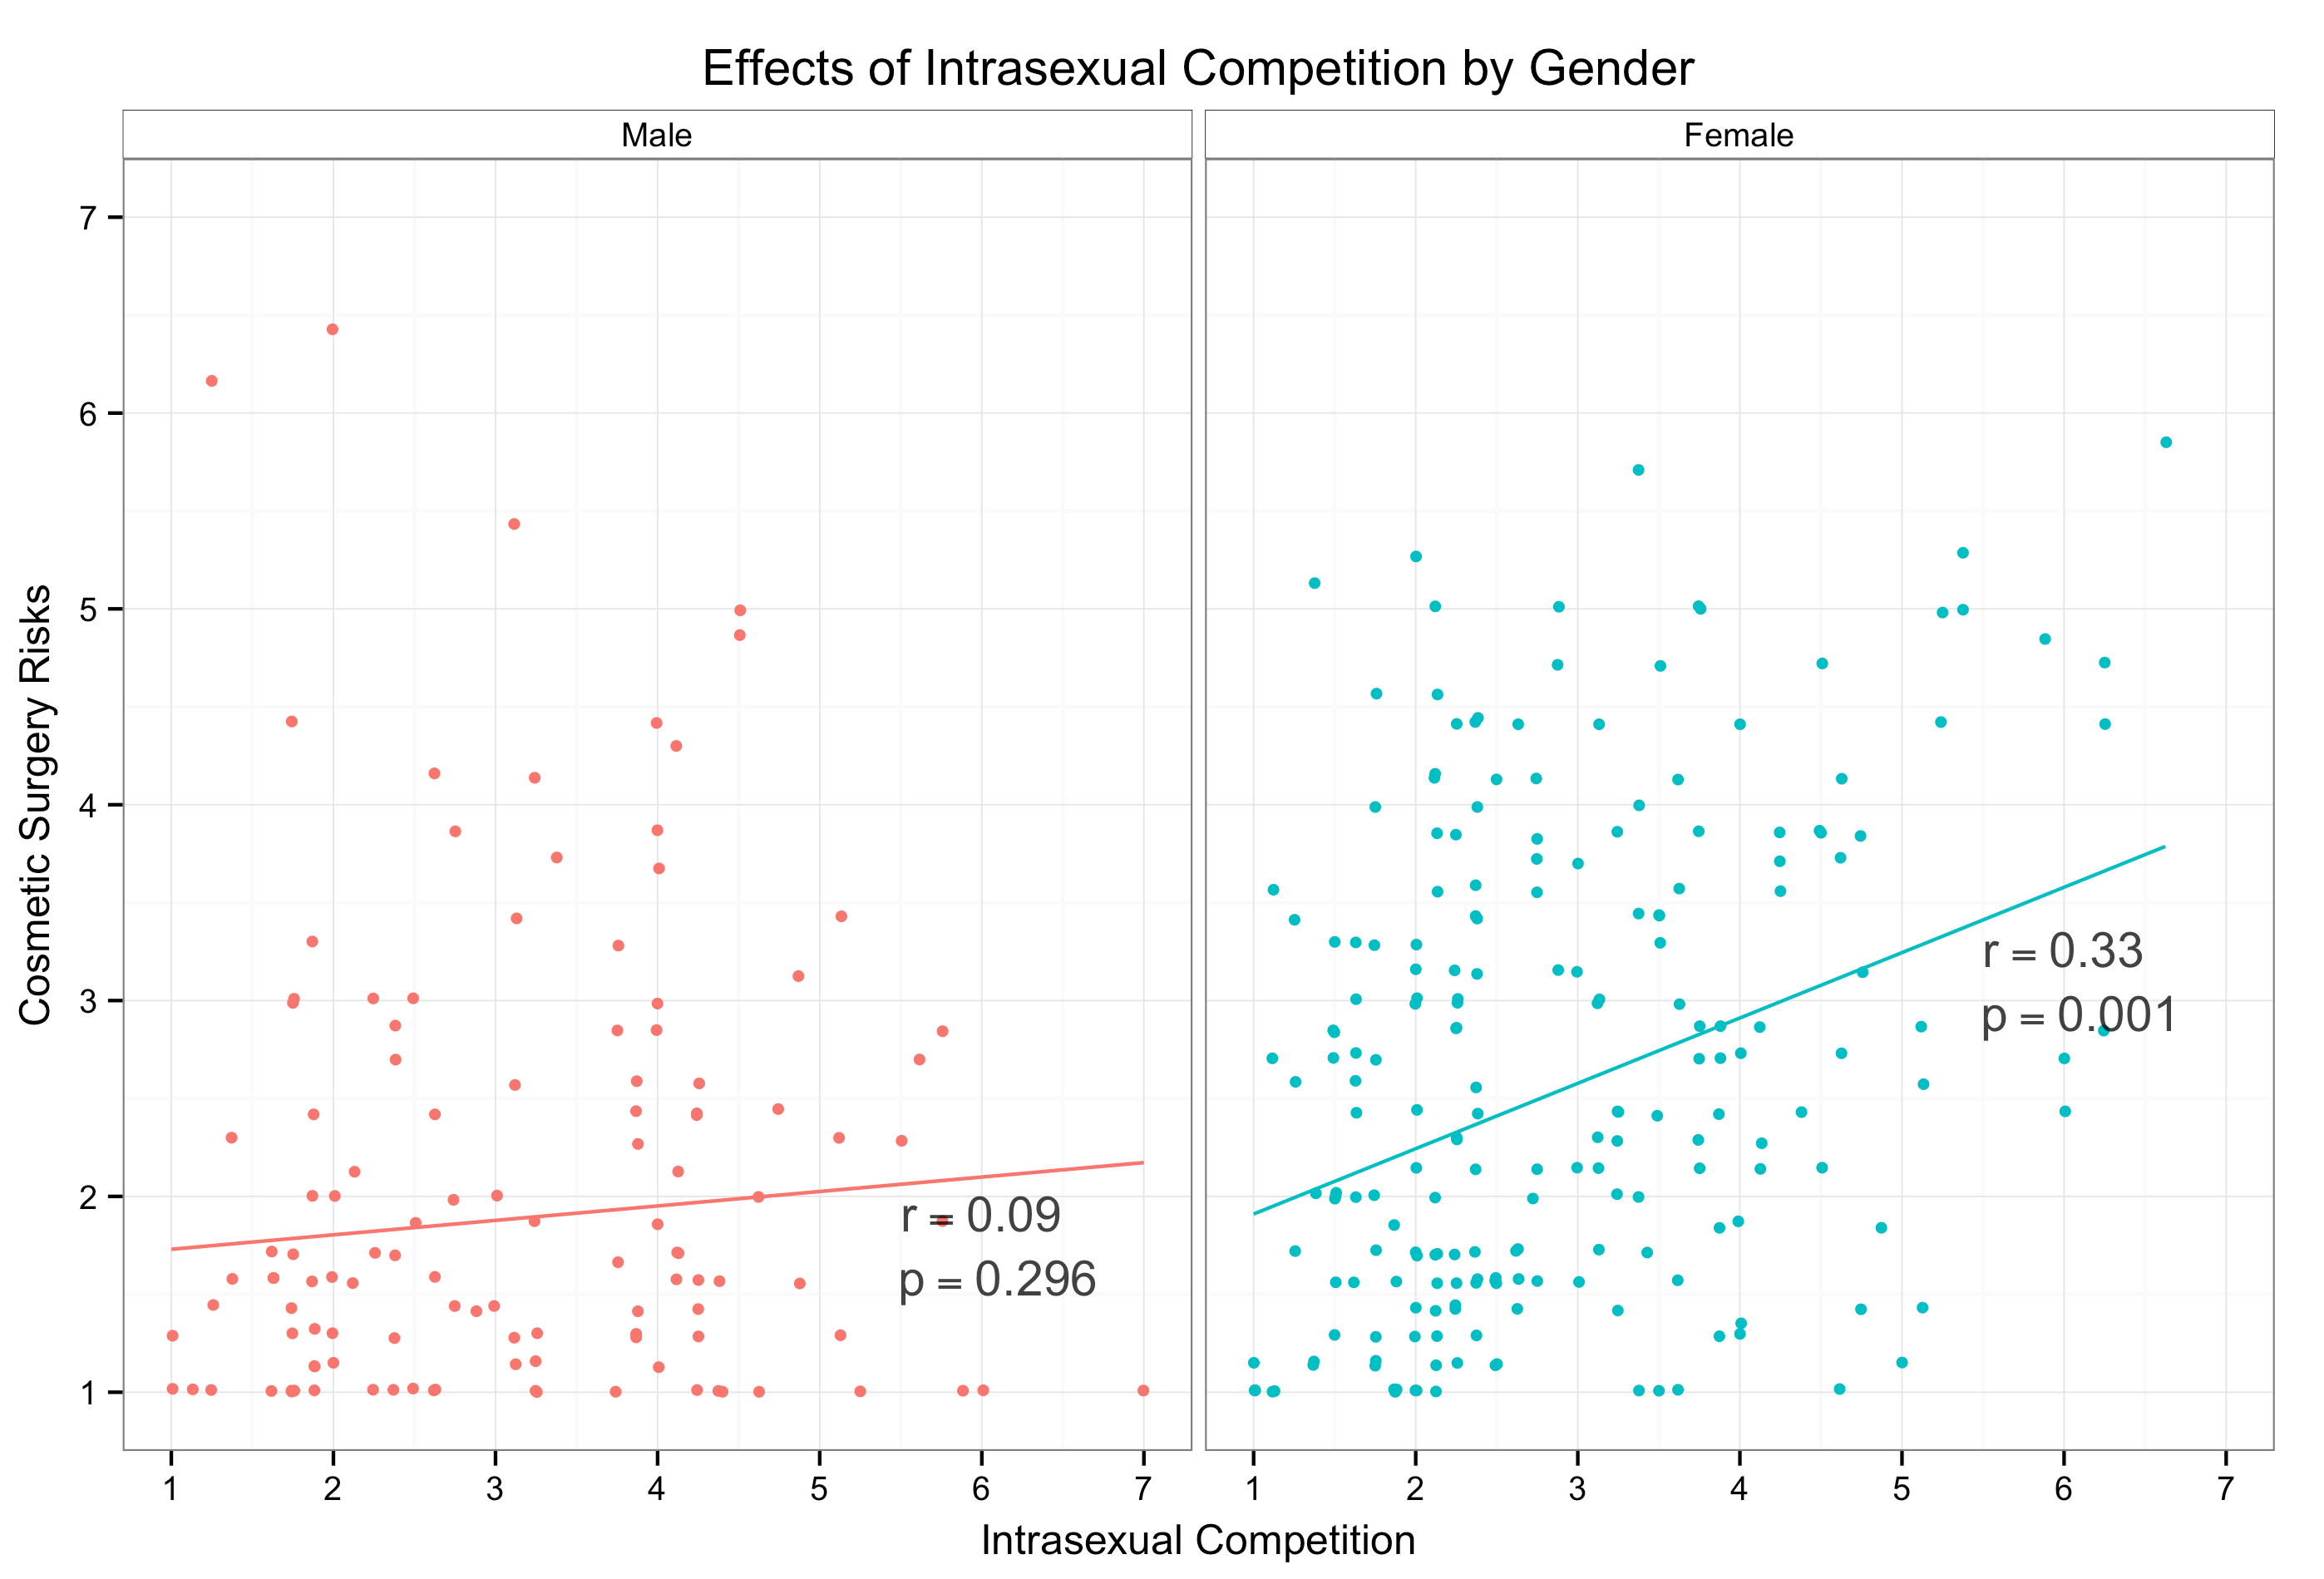 Effects of Intrasexual Competition by Gender
Male
Female
7
6
5
4
3
2
1
Cosmetic Surgery Risks
r = 0.09
p = 0.296
r = 0.33
p = 0.001
1 2 3 4 5 6 7
1 2 3 4 5 6 7
Intrasexual Competition